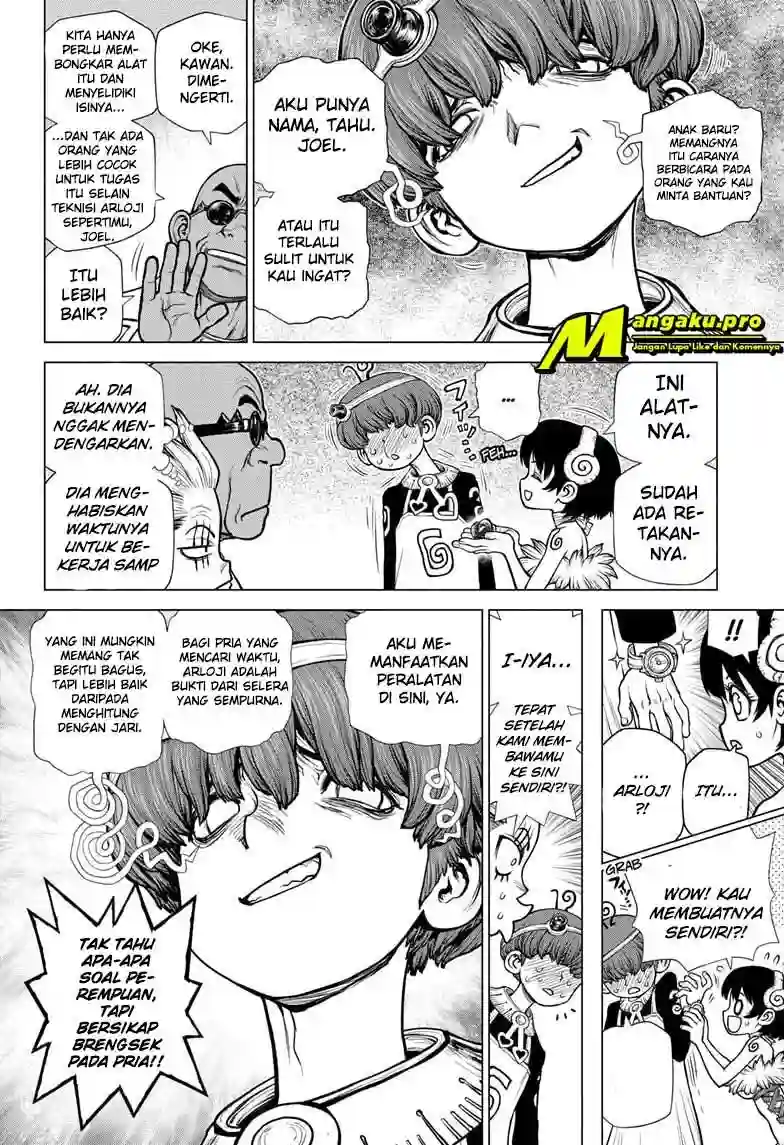 ANAK BARU?
MEMANGNYA
ITU CARANYA
BERBICARA PADA
ORANG YANG KAU
MINTA BANTUAN?
AKU PUNYA
NAMA, TAHU.
JOEL.
ATAU ITU
TERLALU
SULIT UNTUK
KAU INGAT?
OKE,
KAWAN.
DIME-
NGERTI.
KITA HANYA
PERLU MEM-
BONGKAR ALAT
ITU DAN
MENYELIDIKI
ISINYA...
...DAN TAK ADA
ORANG YANG
LEBIH COCOK
UNTUK TUGAS
ITU SELAIN
TEKNISI ARLOJI
SEPERTIMU,
JOEL.
ITU
LEBIH
BAIK?
Mangaku.pro
Jangan Lupa Like dan Komennya
INI
ALAT-
NYA.
SUDAH
ADA RE-
TAKAN-
NYA.
...
フイッ
FEH...
AH. DIA
BUKANNYA
NGGAK MEN-
DENGARKAN.
DIA MENG-
HABISKAN
WAKTUNYA
UNTUK BE-
KERJA SAMP
!!
ITU...
...
ARLOJI
?!
GRAB
WOW! KAU
MEMBUATNYA
SENDIRI?!
I-IYA...
TEPAT
SETELAH
KAMI MEM-
BAWAMU
KE SINI
SENDIRI?!
AKU ME-
MANFAATKAN
PERALATAN
DI SINI, YA.
BAGI PRIA YANG
MENCARI WAKTU,
ARLOJI ADALAH
BUKTI DARI SELERA
YANG SEMPURNA.
YANG INI MUNGKIN
MEMANG TAK
BEGITU BAGUS,
TAPI LEBIH BAIK
DARIPADA
MENGHITUNG
DENGAN JARI.
TAK TAHU
APA-APA
SOAL PE-
REMPUAN,
TAPI
BERSIKAP
BRENGSEK
PADA PRIA!!